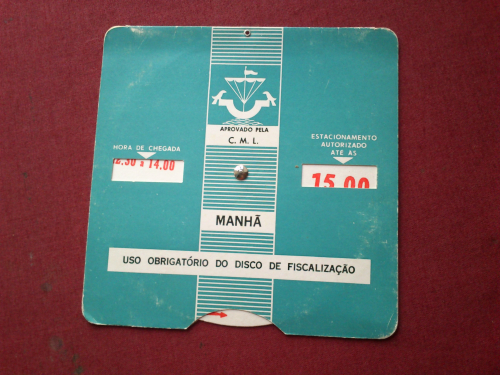 APROVADO PELA
C. M. L.
HORA DE CHEGADA
2.30 a 14.00
ESTACIONAMENTO
AUTORIZADO
ATÉ ÀS
15.00
MANHÃ
USO OBRIGATÓRIO DO DISCO DE FISCALIZAÇÃO